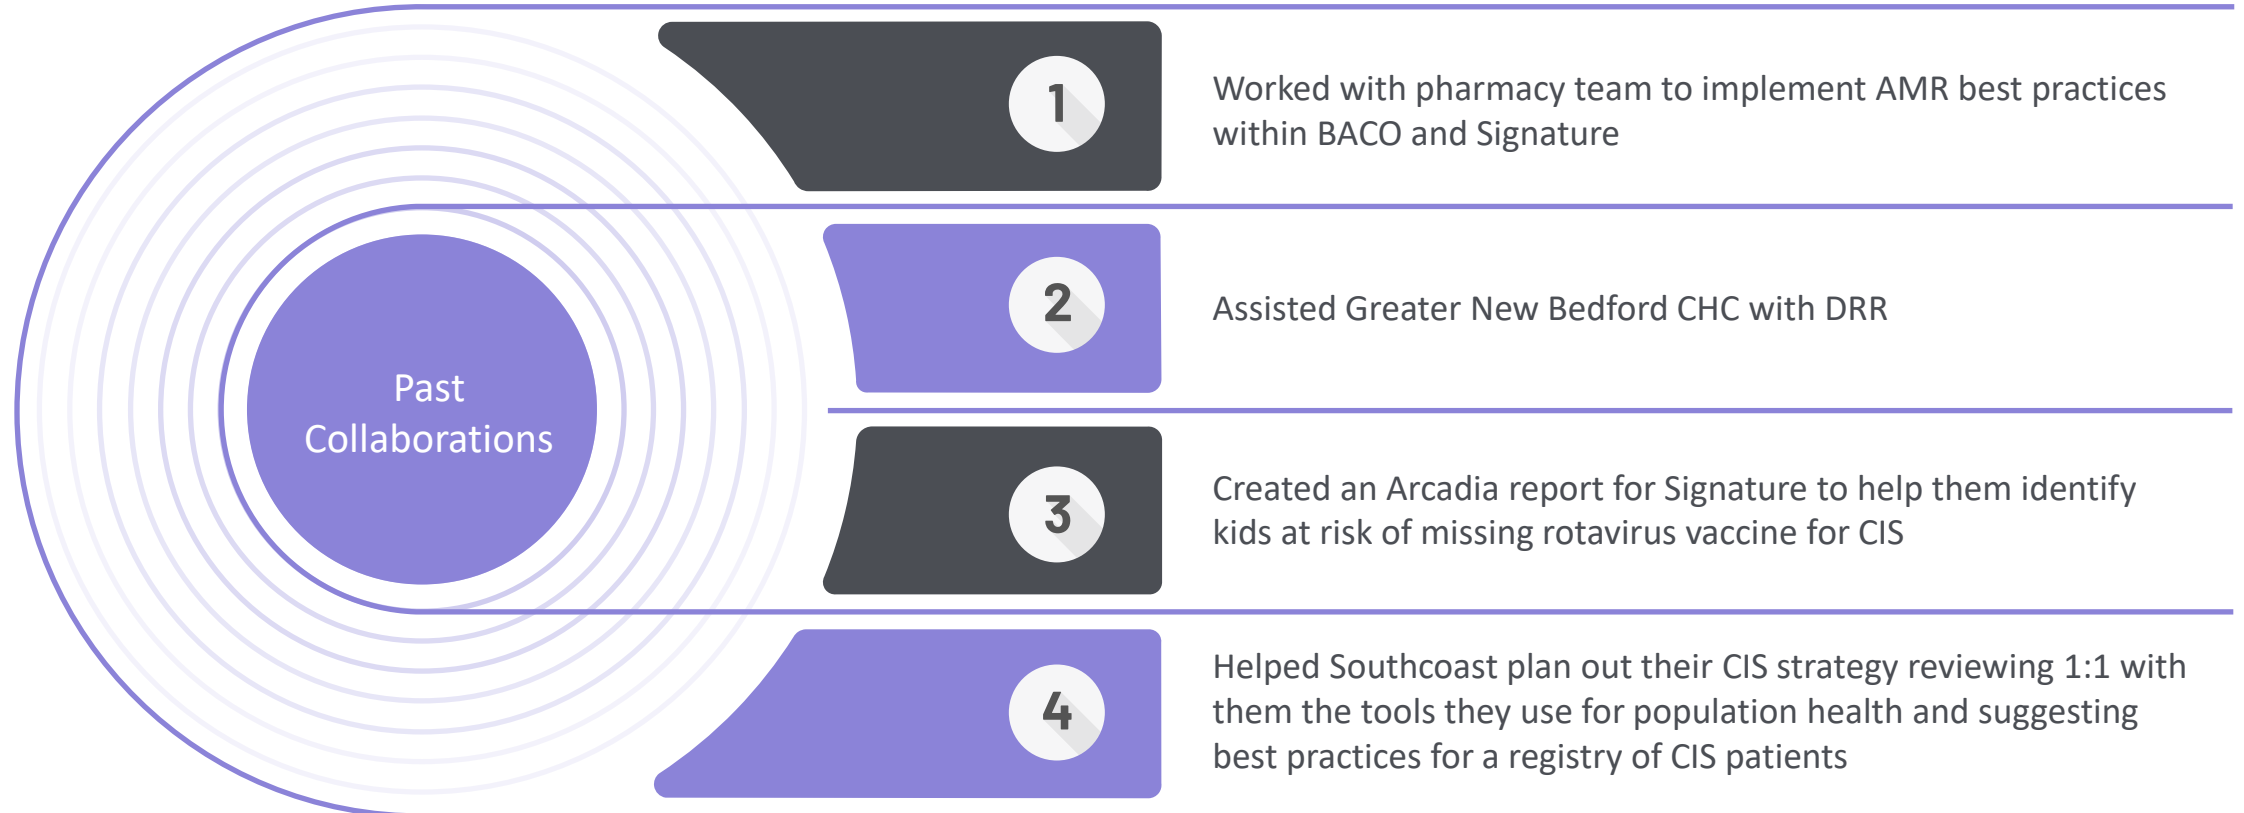 Past
Collaborations
1
Worked with pharmacy team to implement AMR best practices
within BACO and Signature
2
Assisted Greater New Bedford CHC with DRR
3
Created an Arcadia report for Signature to help them identify
kids at risk of missing rotavirus vaccine for CIS
4
Helped Southcoast plan out their CIS strategy reviewing 1:1 with
them the tools they use for population health and suggesting
best practices for a registry of CIS patients